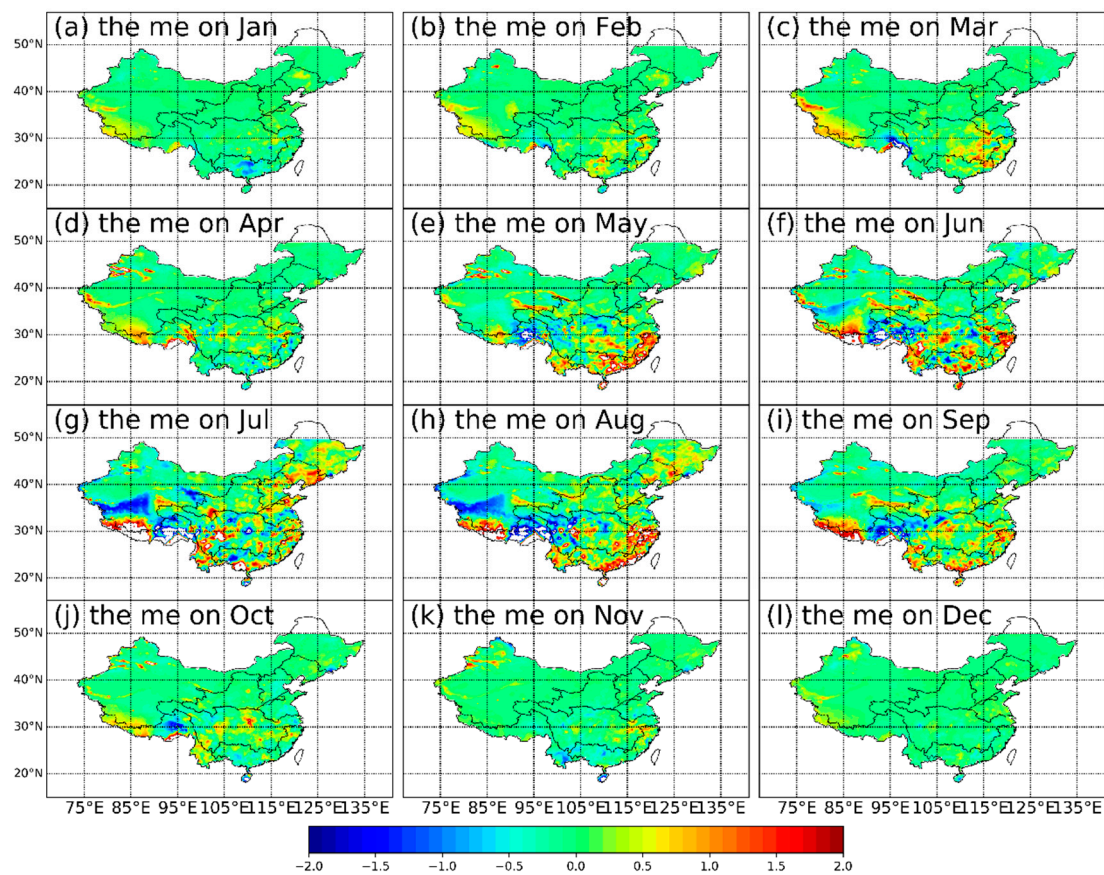 (a) the me on Jan
(b) the me on Feb
(c) the me on Mar
50°N
40°N
30°N
20°N
(d) the me on Apr
(e) the me on May
(f) the me on Jun
50°N
40°N
30°N
20°N
(g) the me on Jul
(h) the me on Aug
(i) the me on Sep
50°N
40°N
30°N
20°N
(j) the me on Oct
(k) the me on Nov
(l) the me on Dec
50°N
40°N
30°N
20°N
75°E 85°E 95°E 105°E 115°E 125°E 135°E
75°E 85°E 95°E 105°E 115°E 125°E 135°E
75°E 85°E 95°E 105°E 115°E 125°E 135°E
−2.0 −1.5 −1.0 −0.5 0.0 0.5 1.0 1.5 2.0